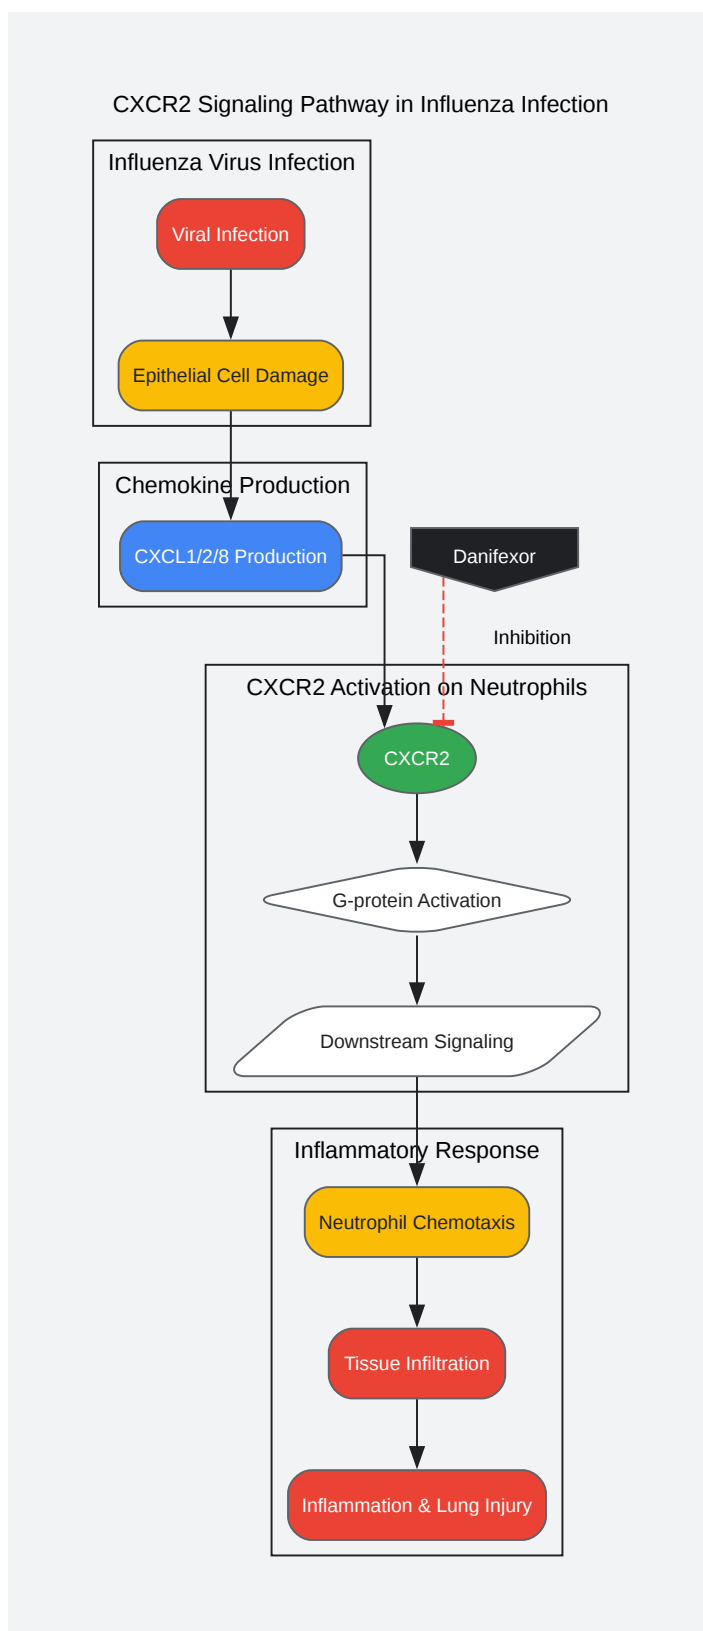 CXCR2 Signaling Pathway in Influenza Infection
Influenza Virus Infection
Viral Infection
Epithelial Cell Damage
Chemokine Production
CXCL1/2/8 Production
Danifexor
Inhibition
CXCR2 Activation on Neutrophils
CXCR2
G-protein Activation
Downstream Signaling
Inflammatory Response
Neutrophil Chemotaxis
Tissue Infiltration
Inflammation & Lung Injury